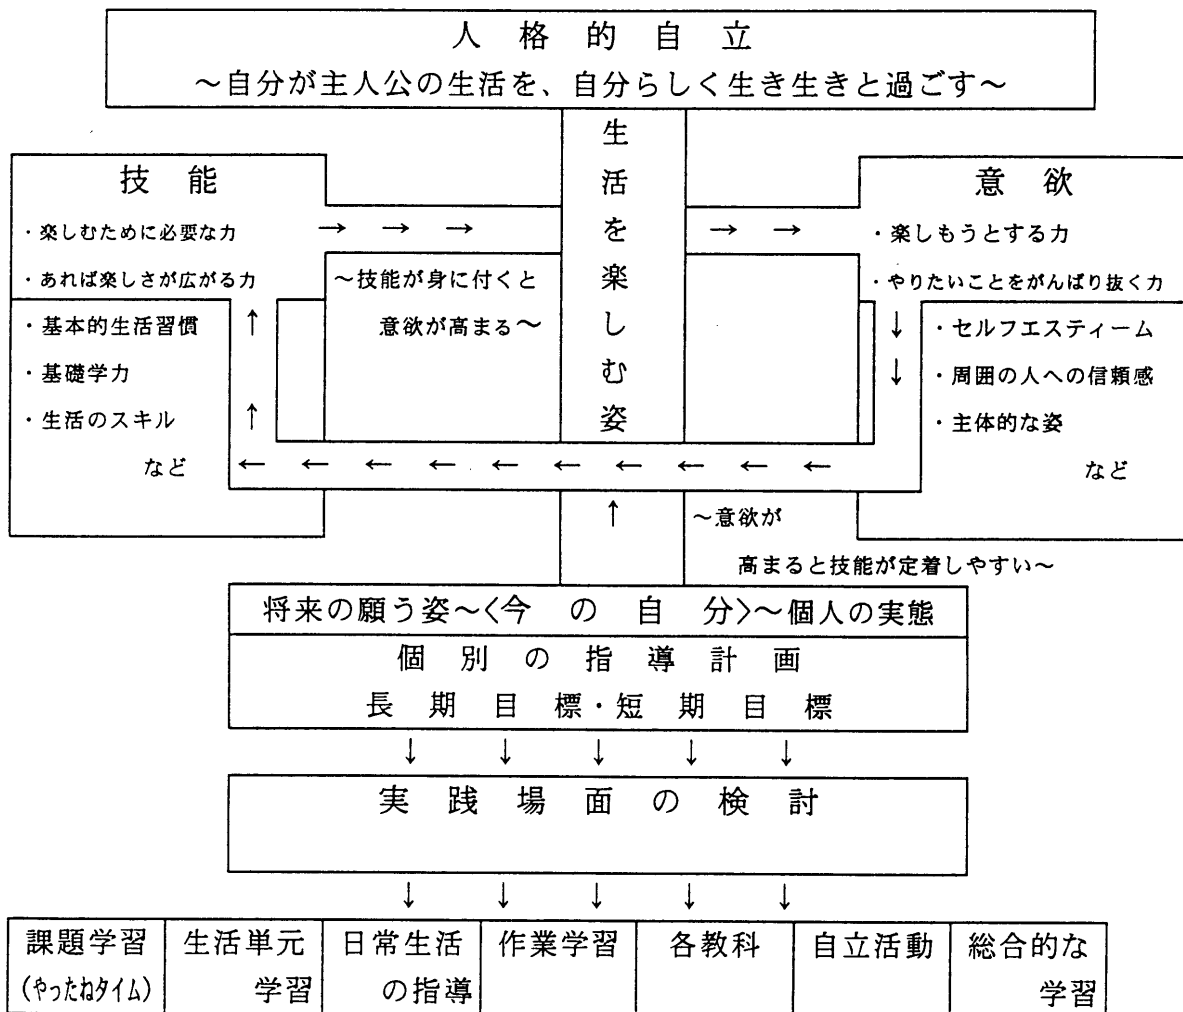 人格的自立
～自分が主人公の生活を、自分らしく生き生きと過ごす～
生活を楽しむ姿
技能
・楽しむために必要な力
・あれば楽しさが広がる力
・基本的生活習慣
・基礎学力
・生活のスキル
など
→ → →
～技能が身に付くと
意欲が高まる～
→ →
意欲
・楽しもうとする力
・やりたいことをがんばり抜く力
・セルフエスティーム
・周囲の人への信頼感
・主体的な姿
など
↑
↑
↓
↓
← ← ← ← ← ← ← ← ← ←
↑
～意欲が
高まると技能が定着しやすい～
将来の願う姿～〈今の自分〉～個人の実態
個別の指導計画
長期目標・短期目標
↓ ↓ ↓ ↓ ↓
実践場面の検討
↓ ↓ ↓ ↓ ↓
課題学習
(やったねタイム)
生活単元
学習
日常生活
の指導
作業学習
各教科
自立活動
総合的な
学習